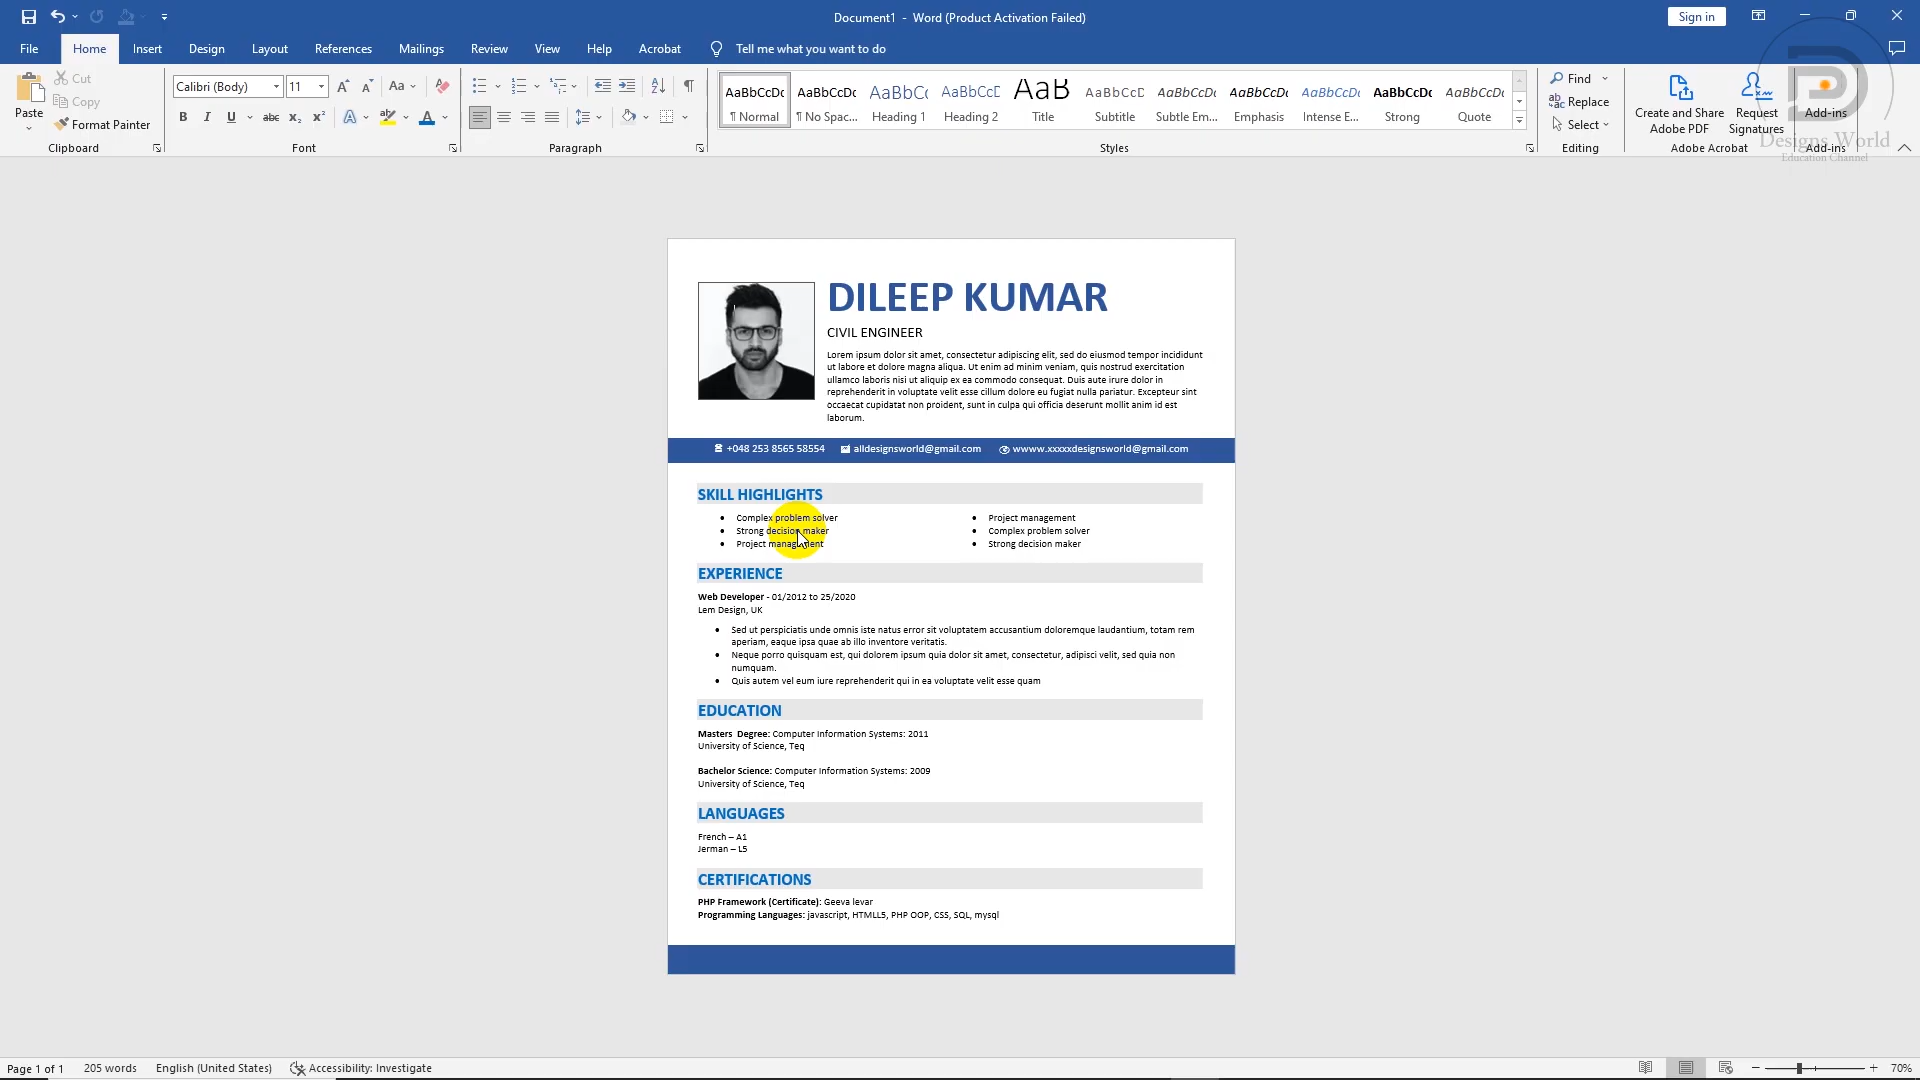 Document1 - Word (Product Activation Failed)
Sign in
File Home Insert Design Layout References Mailings Review View Help Acrobat Tell me what you want to do
Paste
Cut
Copy
Format Painter
Clipboard
Calibri (Body) 11
Font
Paragraph
AaBbCcDc AaBbCcDc AaBbC( AaBbCcE AaB AaBbCcD AaBbCcDc AaBbCcDc AaBbCcDc AaBbCcDc AaBbCcDc
¶ Normal ¶ No Spac... Heading 1 Heading 2 Title Subtitle Subtle Em... Emphasis Intense E... Strong Quote
Styles
Find
Replace
Select
Editing
Create and Share
Adobe PDF
Request
Signatures
Adobe Acrobat
Add-ins
Add-ins
Designs World
Education Channel
DILEEP KUMAR
CIVIL ENGINEER
Lorem ipsum dolor sit amet, consectetur adipiscing elit, sed do eiusmod tempor incididunt
ut labore et dolore magna aliqua. Ut enim ad minim veniam, quis nostrud exercitation
ullamco laboris nisi ut aliquip ex ea commodo consequat. Duis aute irure dolor in
reprehenderit in voluptate velit esse cillum dolore eu fugiat nulla pariatur. Excepteur sint
occaecat cupidatat non proident, sunt in culpa qui officia deserunt mollit anim id est
laborum.
+048 253 8565 58554 alldesignsworld@gmail.com wwww.xxxxxdesignsworld@gmail.com
SKILL HIGHLIGHTS
• Complex problem solver
• Strong decision maker
• Project management
• Project management
• Complex problem solver
• Strong decision maker
EXPERIENCE
Web Developer - 01/2012 to 25/2020
Lem Design, UK
• Sed ut perspiciatis unde omnis iste natus error sit voluptatem accusantium doloremque laudantium, totam rem
aperiam, eaque ipsa quae ab illo inventore veritatis.
• Neque porro quisquam est, qui dolorem ipsum quia dolor sit amet, consectetur, adipisci velit, sed quia non
numquam.
• Quis autem vel eum iure reprehenderit qui in ea voluptate velit esse quam
EDUCATION
Masters Degree: Computer Information Systems: 2011
University of Science, Teq
Bachelor Science: Computer Information Systems: 2009
University of Science, Teq
LANGUAGES
French – A1
Jerman – L5
CERTIFICATIONS
PHP Framework (Certificate): Geeva levar
Programming Languages: javascript, HTMLL5, PHP OOP, CSS, SQL, mysql
Page 1 of 1 205 words English (United States) Accessibility: Investigate 70%